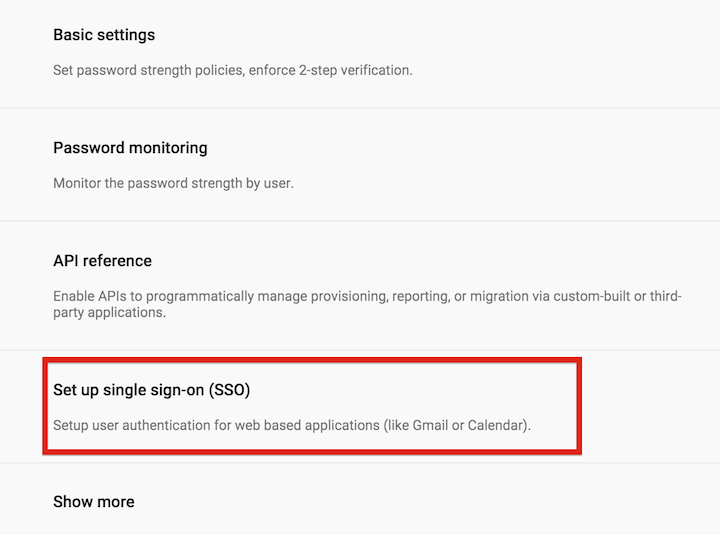 Basic settings
Set password strength policies, enforce 2-step verification.
Password monitoring
Monitor the password strength by user.
API reference
Enable APIs to programmatically manage provisioning, reporting, or migration via custom-built or third-
party applications.
Set up single sign-on (SSO)
Setup user authentication for web based applications (like Gmail or Calendar).
Show more